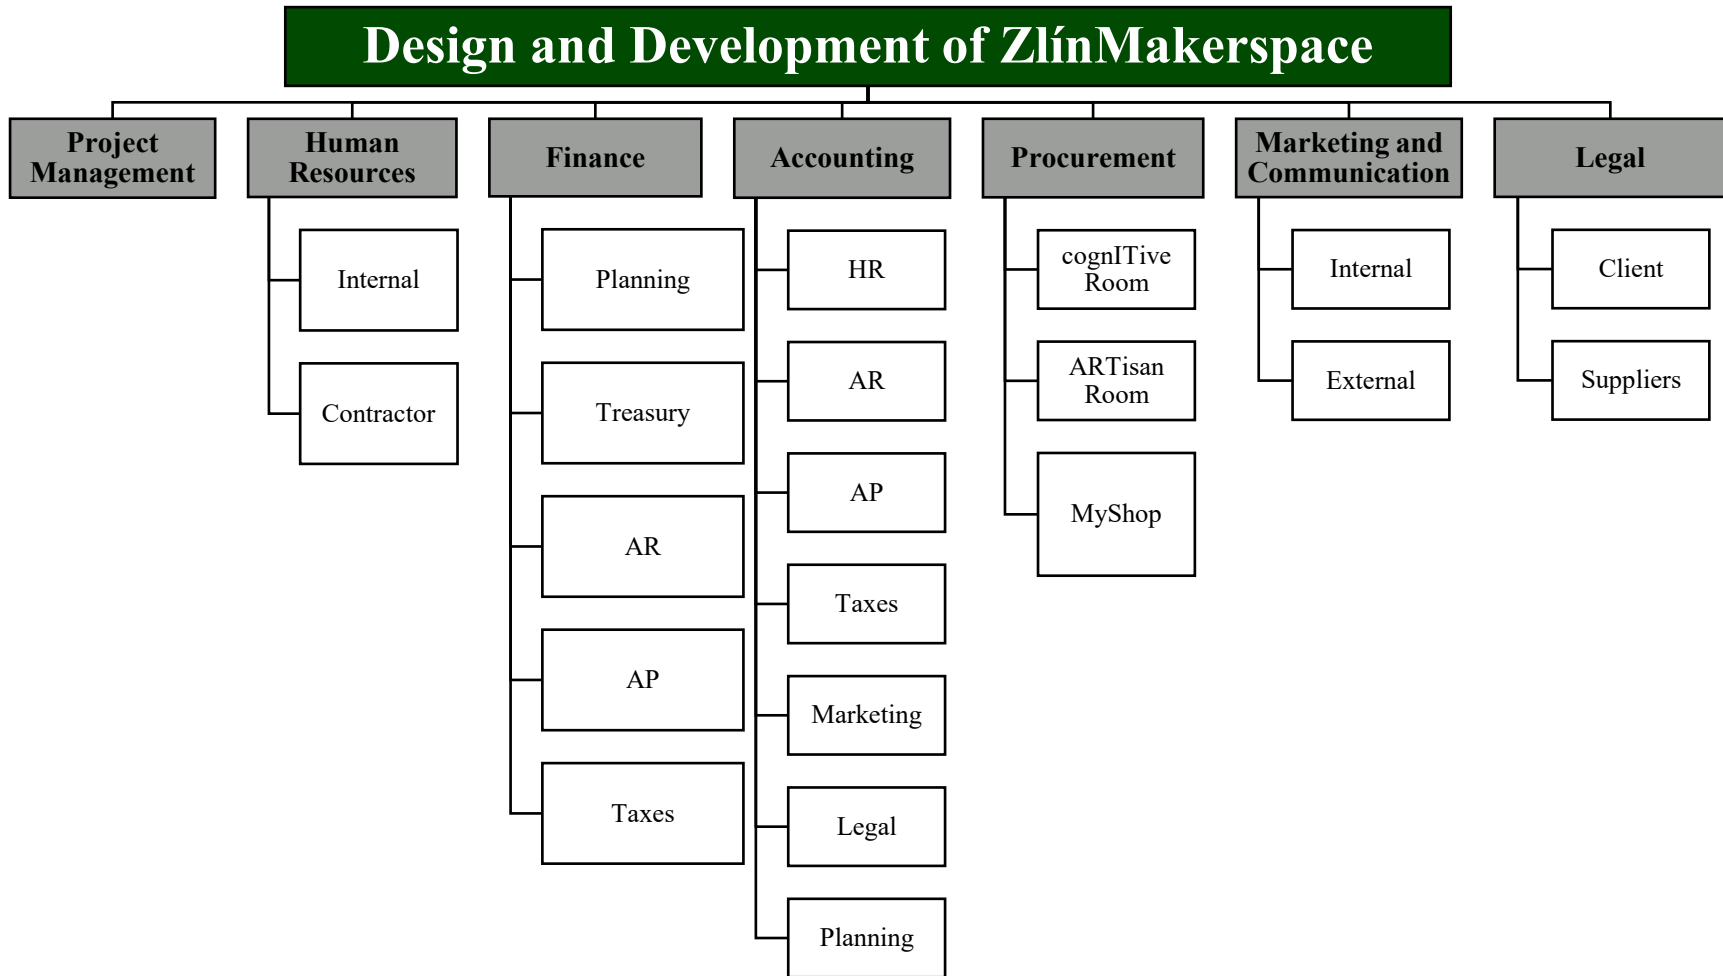 Design and Development of ZlínMakerspace
Project
Management
Human
Resources
Finance
Accounting
Procurement
Marketing and
Communication
Legal
Internal
Contractor
Planning
Treasury
AR
AP
Taxes
HR
AR
AP
Taxes
Marketing
Legal
Planning
cognITive
Room
ARTisan
Room
MyShop
Internal
External
Client
Suppliers